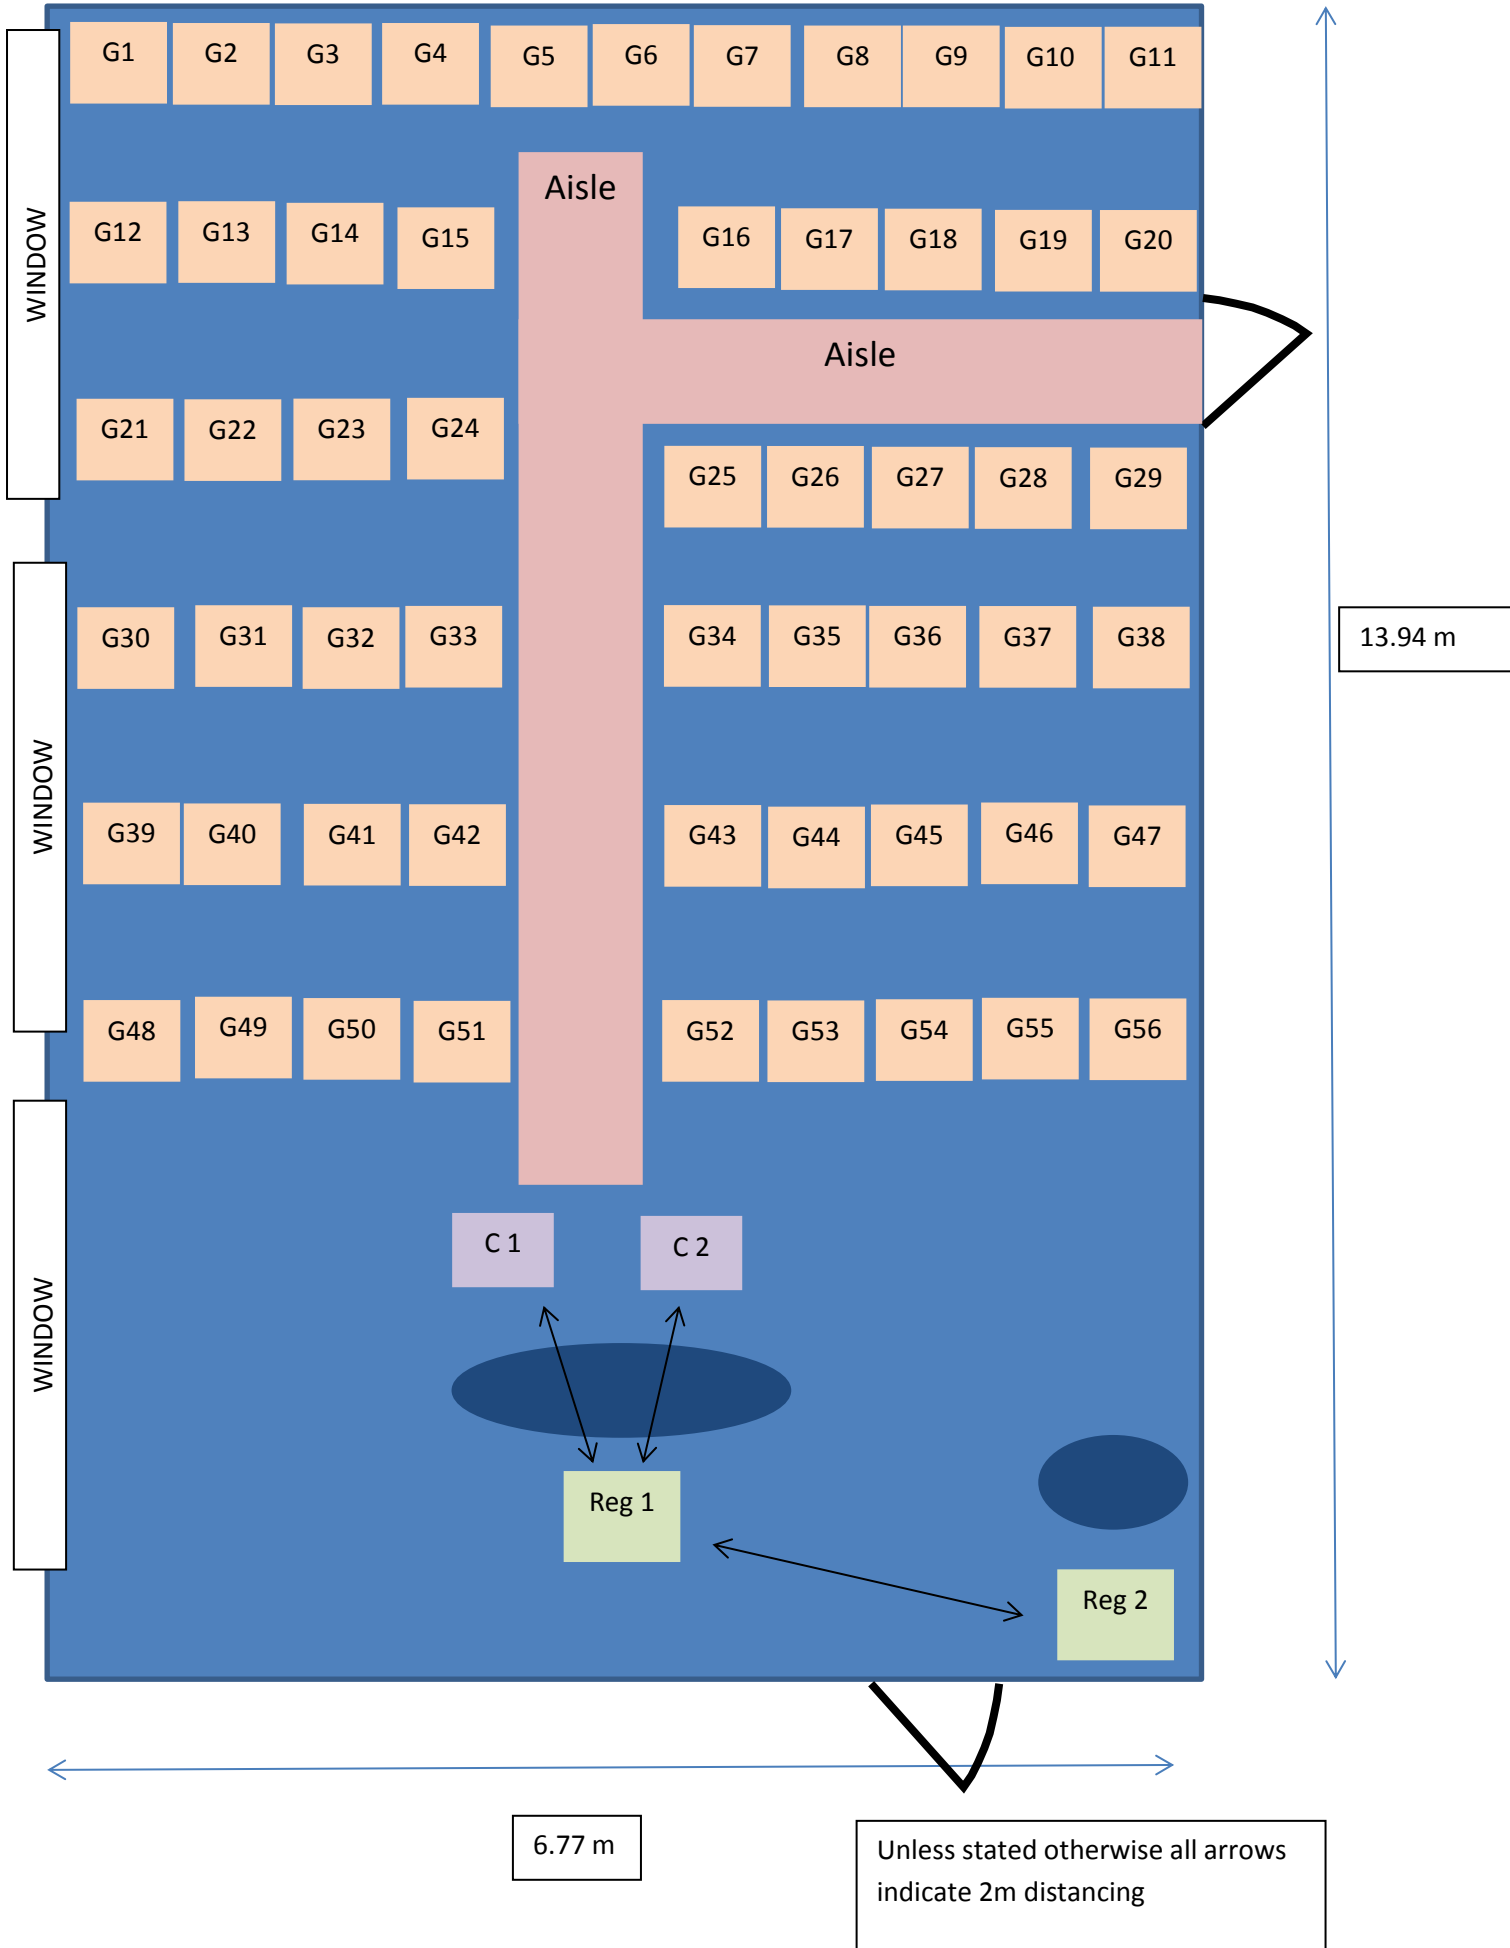 G1 G2 G3 G4 G5 G6 G7 G8 G9 G10 G11
WINDOW
Aisle
G12 G13 G14 G15 G16 G17 G18 G19 G20
Aisle
G21 G22 G23 G24
G25 G26 G27 G28 G29
WINDOW
G30 G31 G32 G33 G34 G35 G36 G37 G38
13.94 m
G39 G40 G41 G42 G43 G44 G45 G46 G47
G48 G49 G50 G51 G52 G53 G54 G55 G56
WINDOW
C 1 C 2
Reg 1
Reg 2
6.77 m
Unless stated otherwise all arrows
indicate 2m distancing